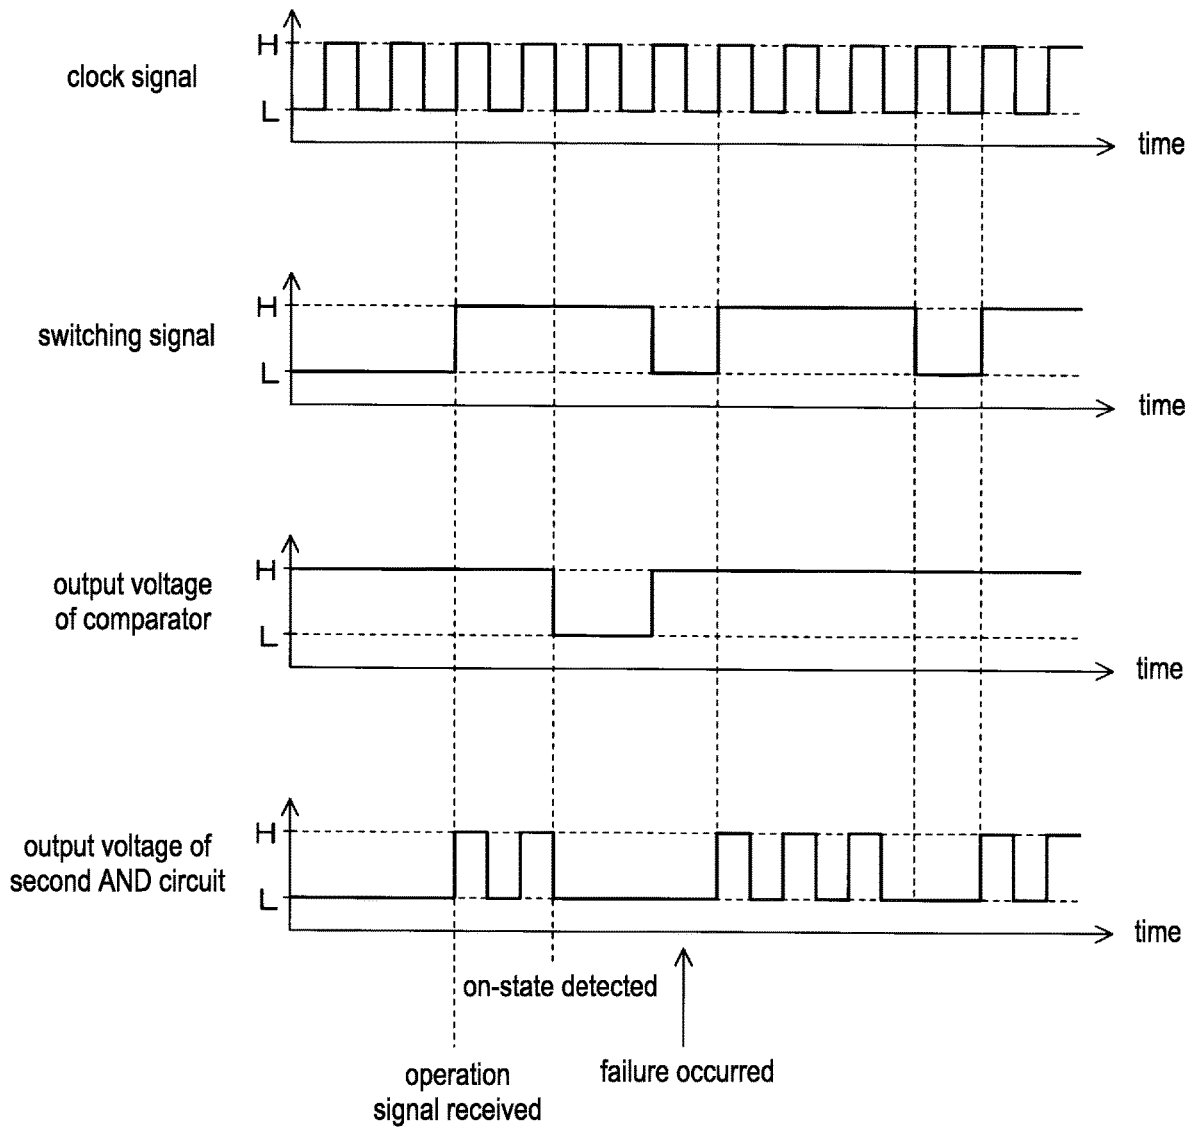 H
clock signal
L
time
H
switching signal
L
time
H
output voltage
of comparator
L
time
H
output voltage of
second AND circuit
L
time
on-state detected
failure occurred
operation
signal received